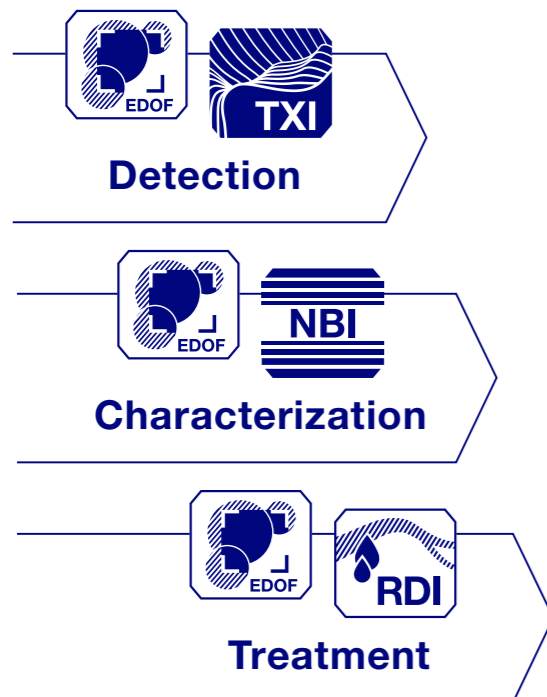 EDOF
TXI
Detection
EDOF
NBI
Characterization
EDOF
RDI
Treatment